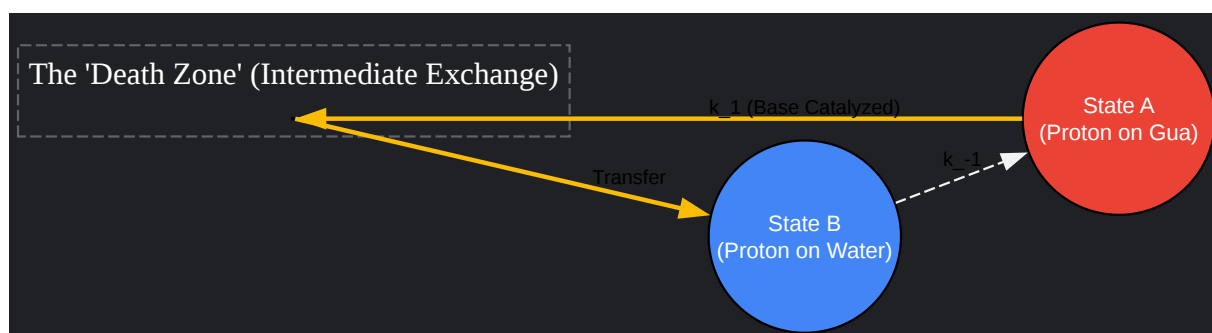 The 'Death Zone' (Intermediate Exchange)
k_1 (Base Catalyzed)
State A
(Proton on Gua)
k_-1
Transfer
State B
(Proton on Water)